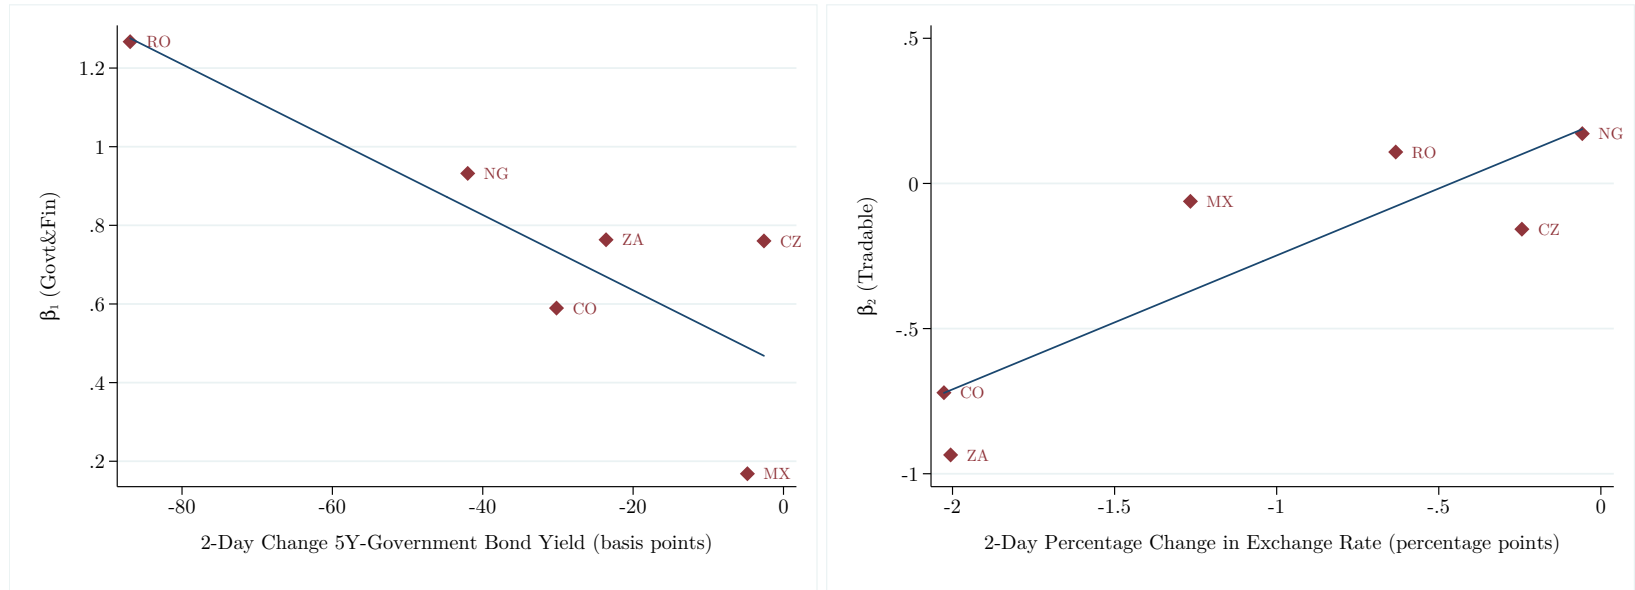 β₁ (Govt&Fin)
1.2
1
.8
.6
.4
.2
RO
NG
ZA
CZ
CO
MX
-80
-60
-40
-20
0
2-Day Change 5Y-Government Bond Yield (basis points)
β₂ (Tradable)
.5
0
-.5
-1
NG
RO
MX
CZ
CO
ZA
-2
-1.5
-1
-.5
0
2-Day Percentage Change in Exchange Rate (percentage points)